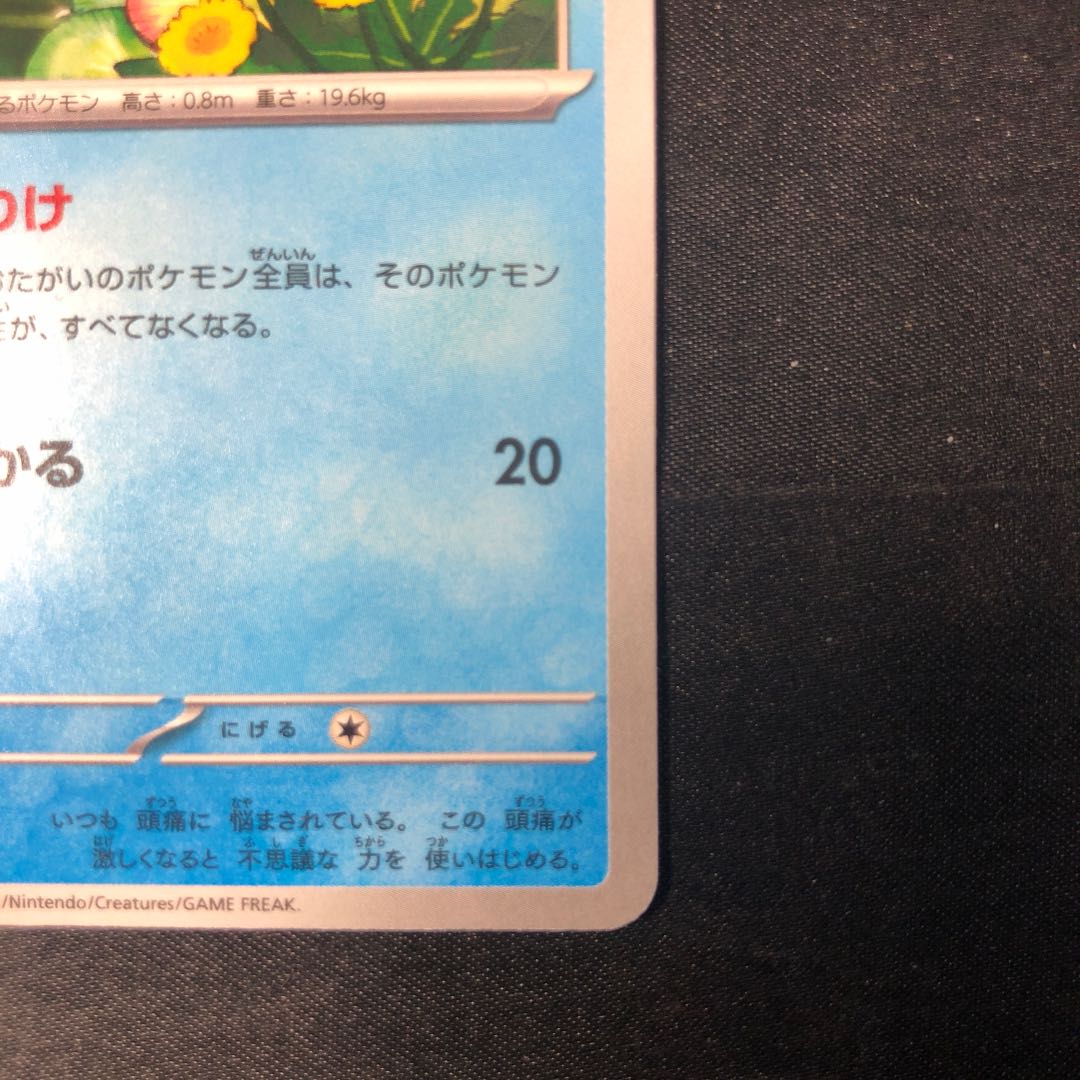 るポケモン 高さ：0.8m 重さ：19.6kg
わけ
おたがいのポケモン全員は、そのポケモン
ぜんいん
が、すべてなくなる。
かる 20
にげる
いつも頭痛に悩まされている。この頭痛が
ずつう なや ずつう
激しくなると不思議な力を使いはじめる。
はげ ふしぎ ちから つか
/Nintendo/Creatures/GAME FREAK.